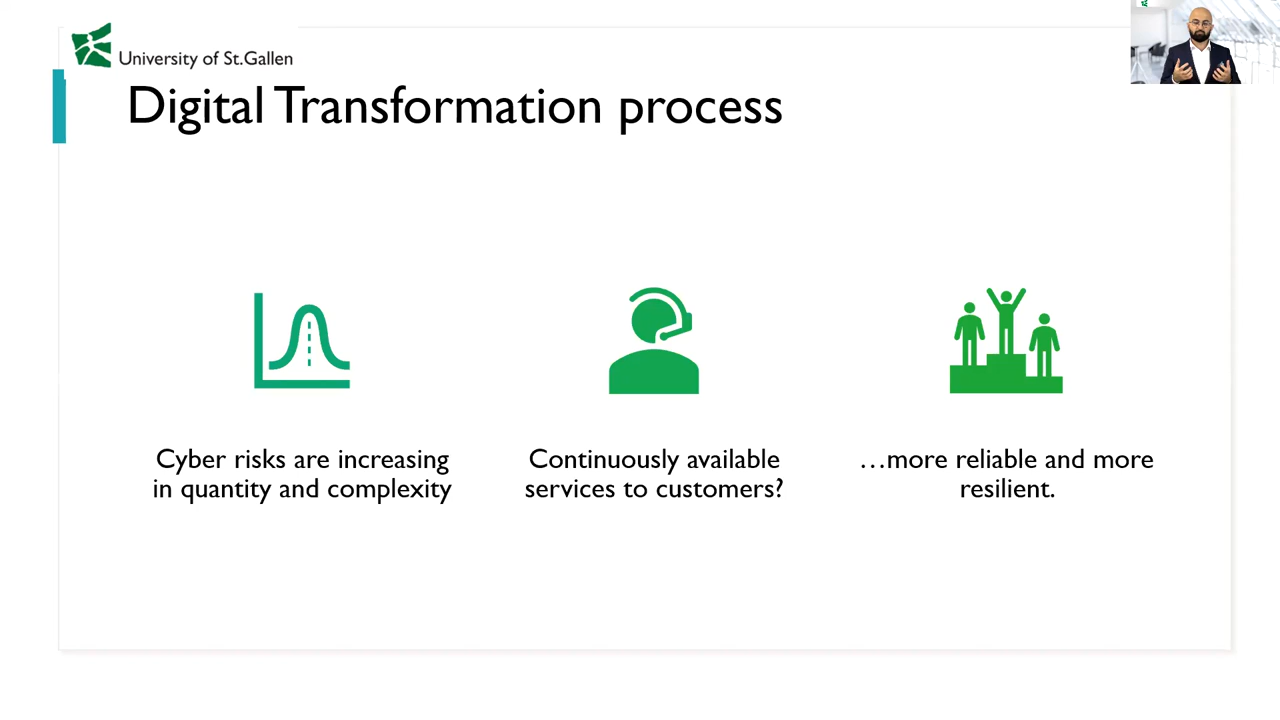 University of St.Gallen
Digital Transformation process
Cyber risks are increasing
in quantity and complexity
Continuously available
services to customers?
…more reliable and more
resilient.